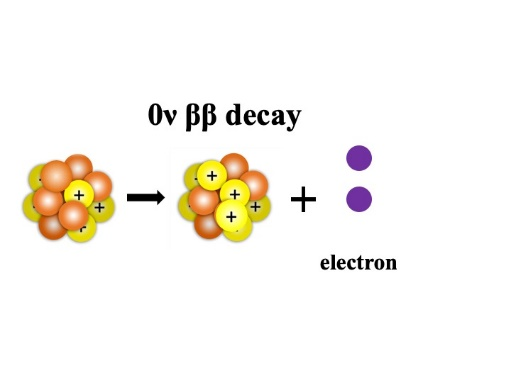 0ν ββ decay
+
electron